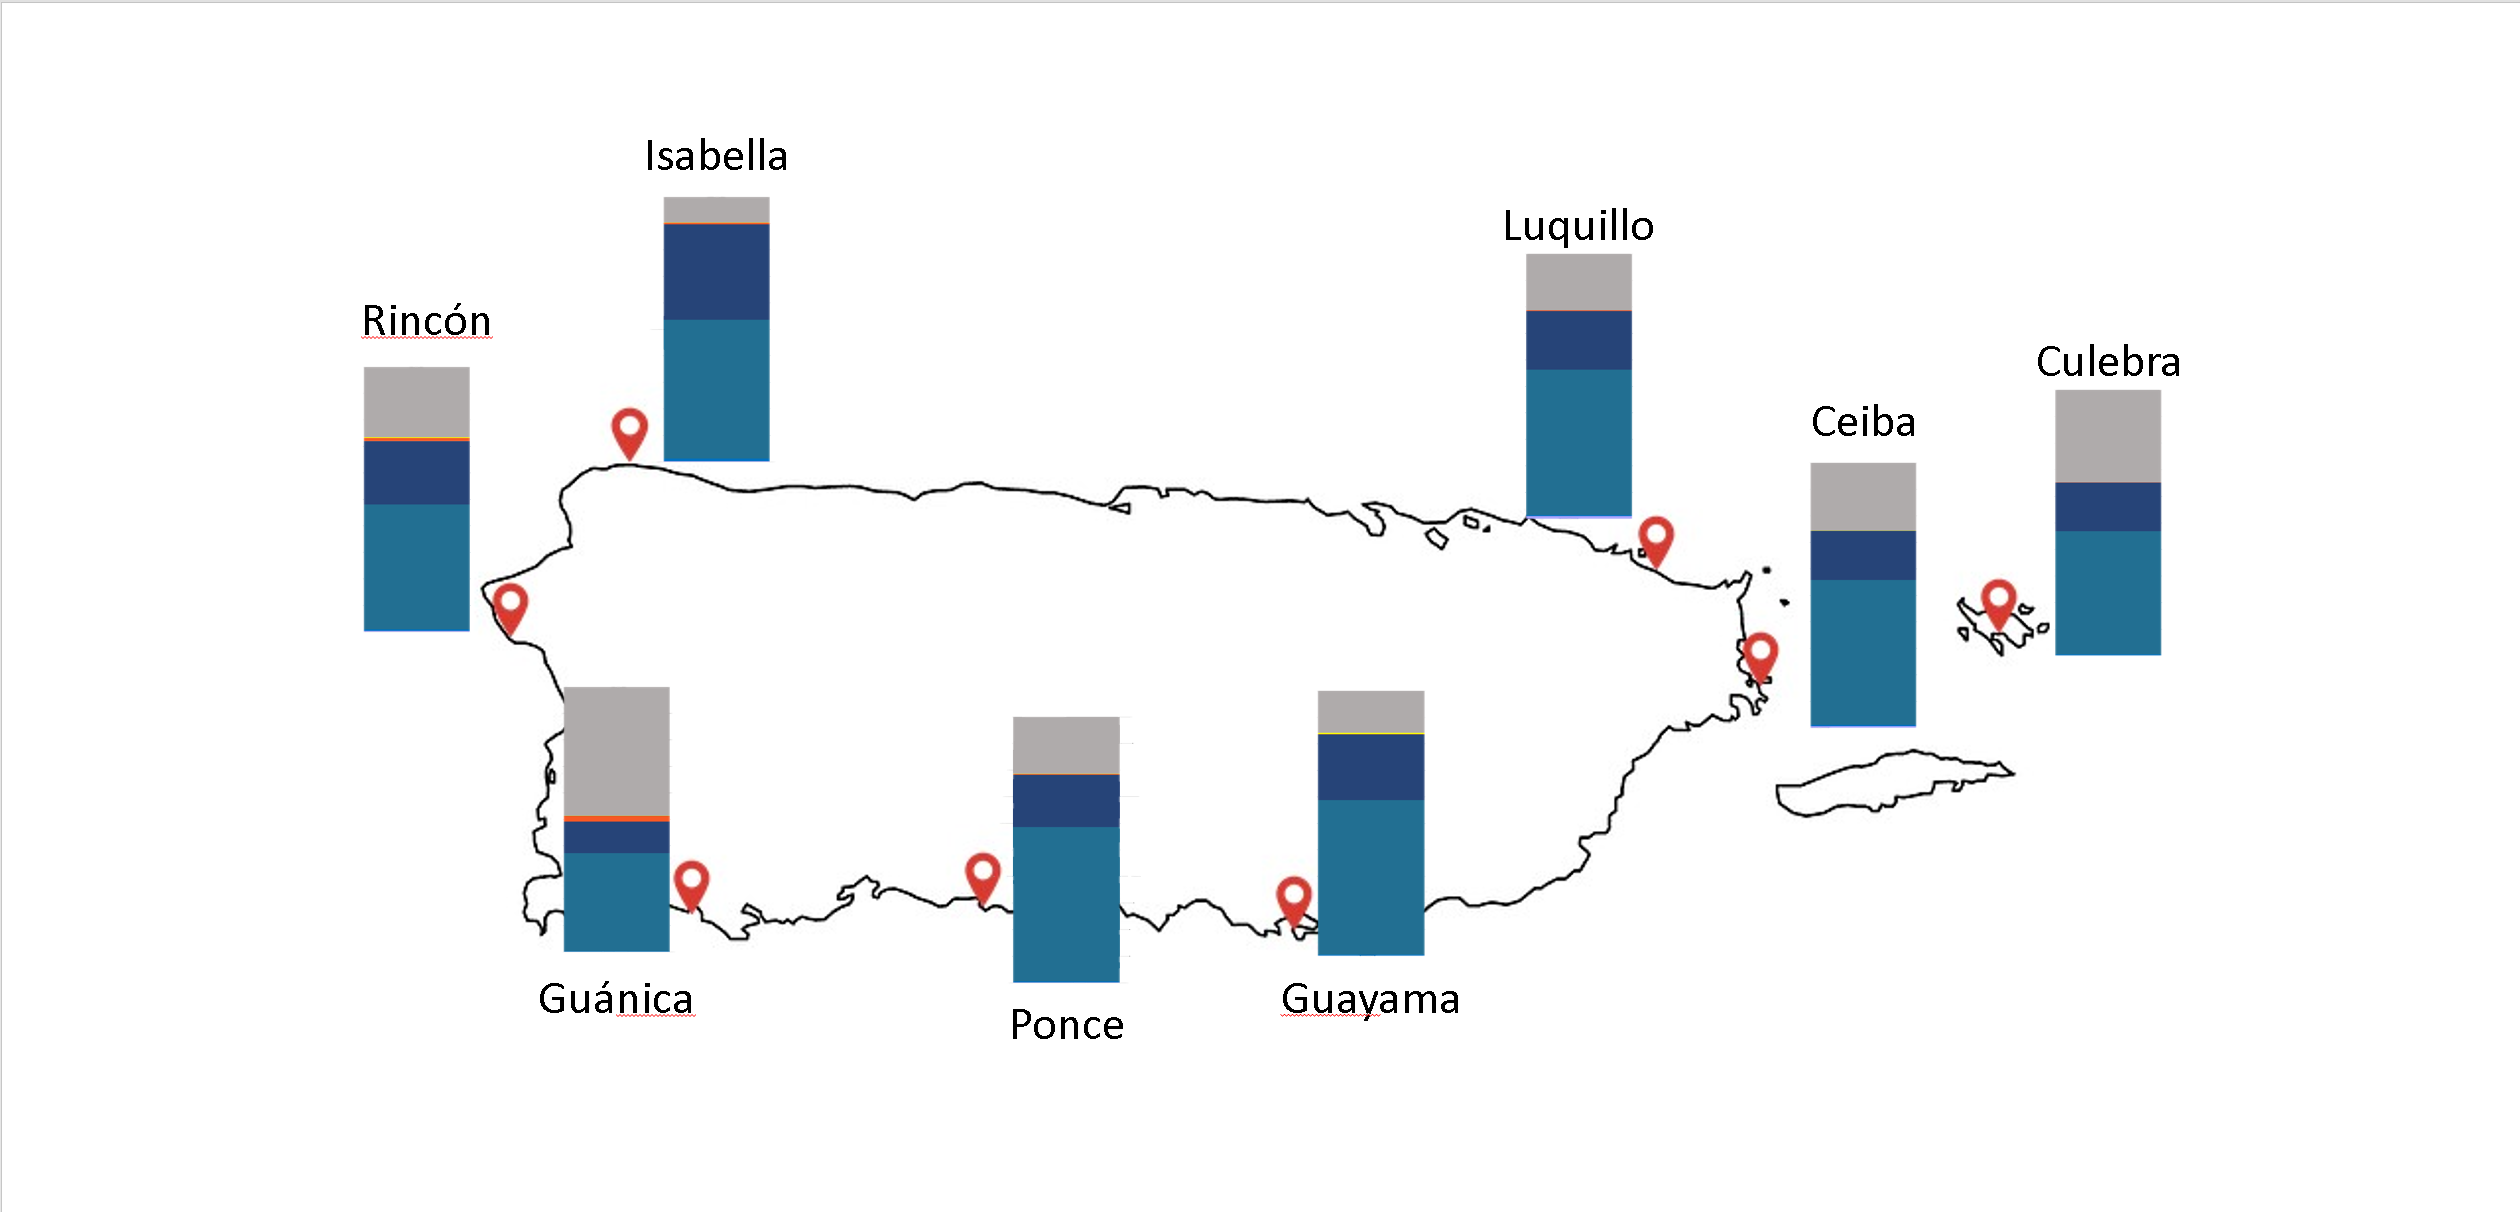 Isabella
Luquillo
Rincón
Culebra
Ceiba
Guánica
Guayama
Ponce